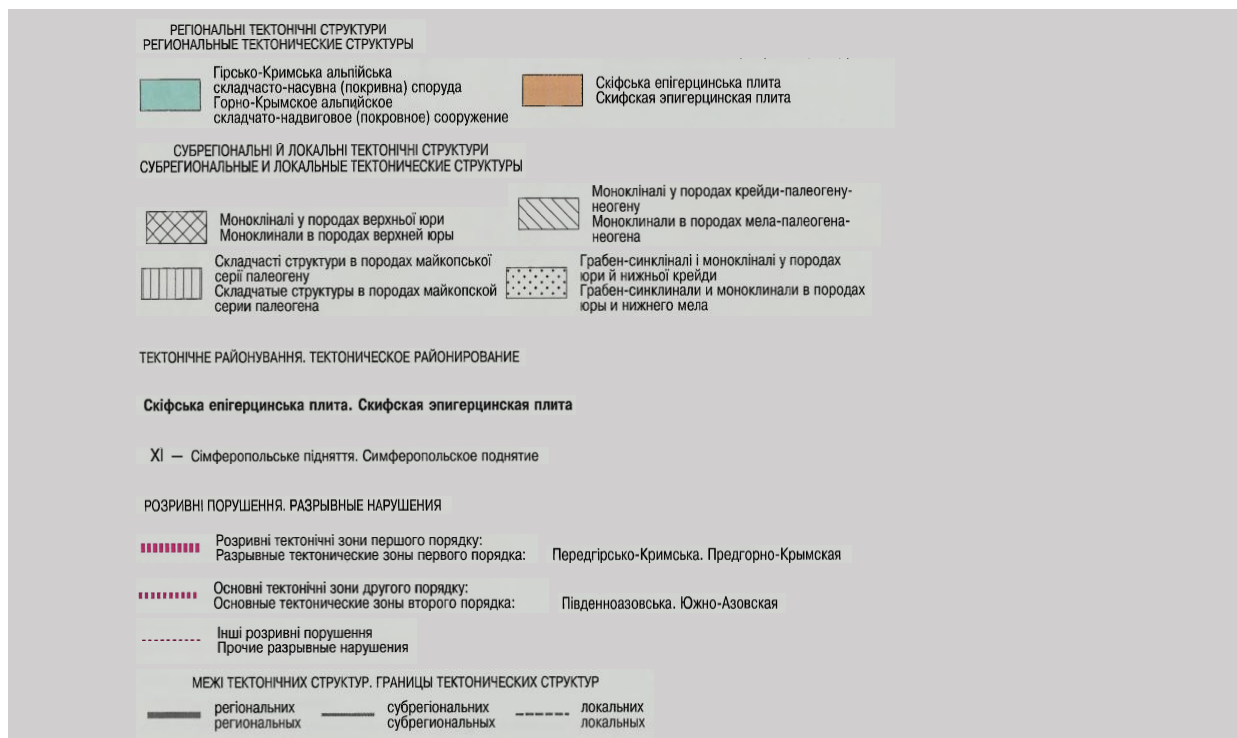 РЕГІОНАЛЬНІ ТЕКТОНІЧНІ СТРУКТУРИ
РЕГИОНАЛЬНЫЕ ТЕКТОНИЧЕСКИЕ СТРУКТУРЫ
Гірсько-Кримська альпійська
складчасто-насувна (покривна) споруда
Горно-Крымское альпийское
складчато-надвиговое (покровное) сооружение
Скіфська епігерцинська плита
Скифская эпигерцинская плита
СУБРЕГІОНАЛЬНІ Й ЛОКАЛЬНІ ТЕКТОНІЧНІ СТРУКТУРИ
СУБРЕГИОНАЛЬНЫЕ И ЛОКАЛЬНЫЕ ТЕКТОНИЧЕСКИЕ СТРУКТУРЫ
Монокліналі у породах верхньої юри
Моноклинали в породах верхней юры
Монокліналі у породах крейди-палеогену-
неогену
Моноклинали в породах мела-палеогена-
неогена
Складчасті структури в породах майкопської
серії палеогену
Складчатые структуры в породах майкопской
серии палеогена
Грабен-синкліналі і монокліналі у породах
юри й нижньої крейди
Грабен-синклинали и моноклинали в породах
юры и нижнего мела
ТЕКТОНІЧНЕ РАЙОНУВАННЯ. ТЕКТОНИЧЕСКОЕ РАЙОНИРОВАНИЕ
Скіфська епігерцинська плита. Скифская эпигерцинская плита
XI — Сімферопольське підняття. Симферопольское поднятие
РОЗРИВНІ ПОРУШЕННЯ. РАЗРЫВНЫЕ НАРУШЕНИЯ
Розривні тектонічні зони першого порядку:
Разрывные тектонические зоны первого порядка:
Передгірсько-Кримська. Предгорно-Крымская
Основні тектонічні зони другого порядку:
Основные тектонические зоны второго порядка:
Південноазовська. Южно-Азовская
Інші розривні порушення
Прочие разрывные нарушения
МЕЖІ ТЕКТОНІЧНИХ СТРУКТУР. ГРАНИЦЫ ТЕКТОНИЧЕСКИХ СТРУКТУР
регіональних
региональных
субрегіональних
субрегиональных
локальних
локальных